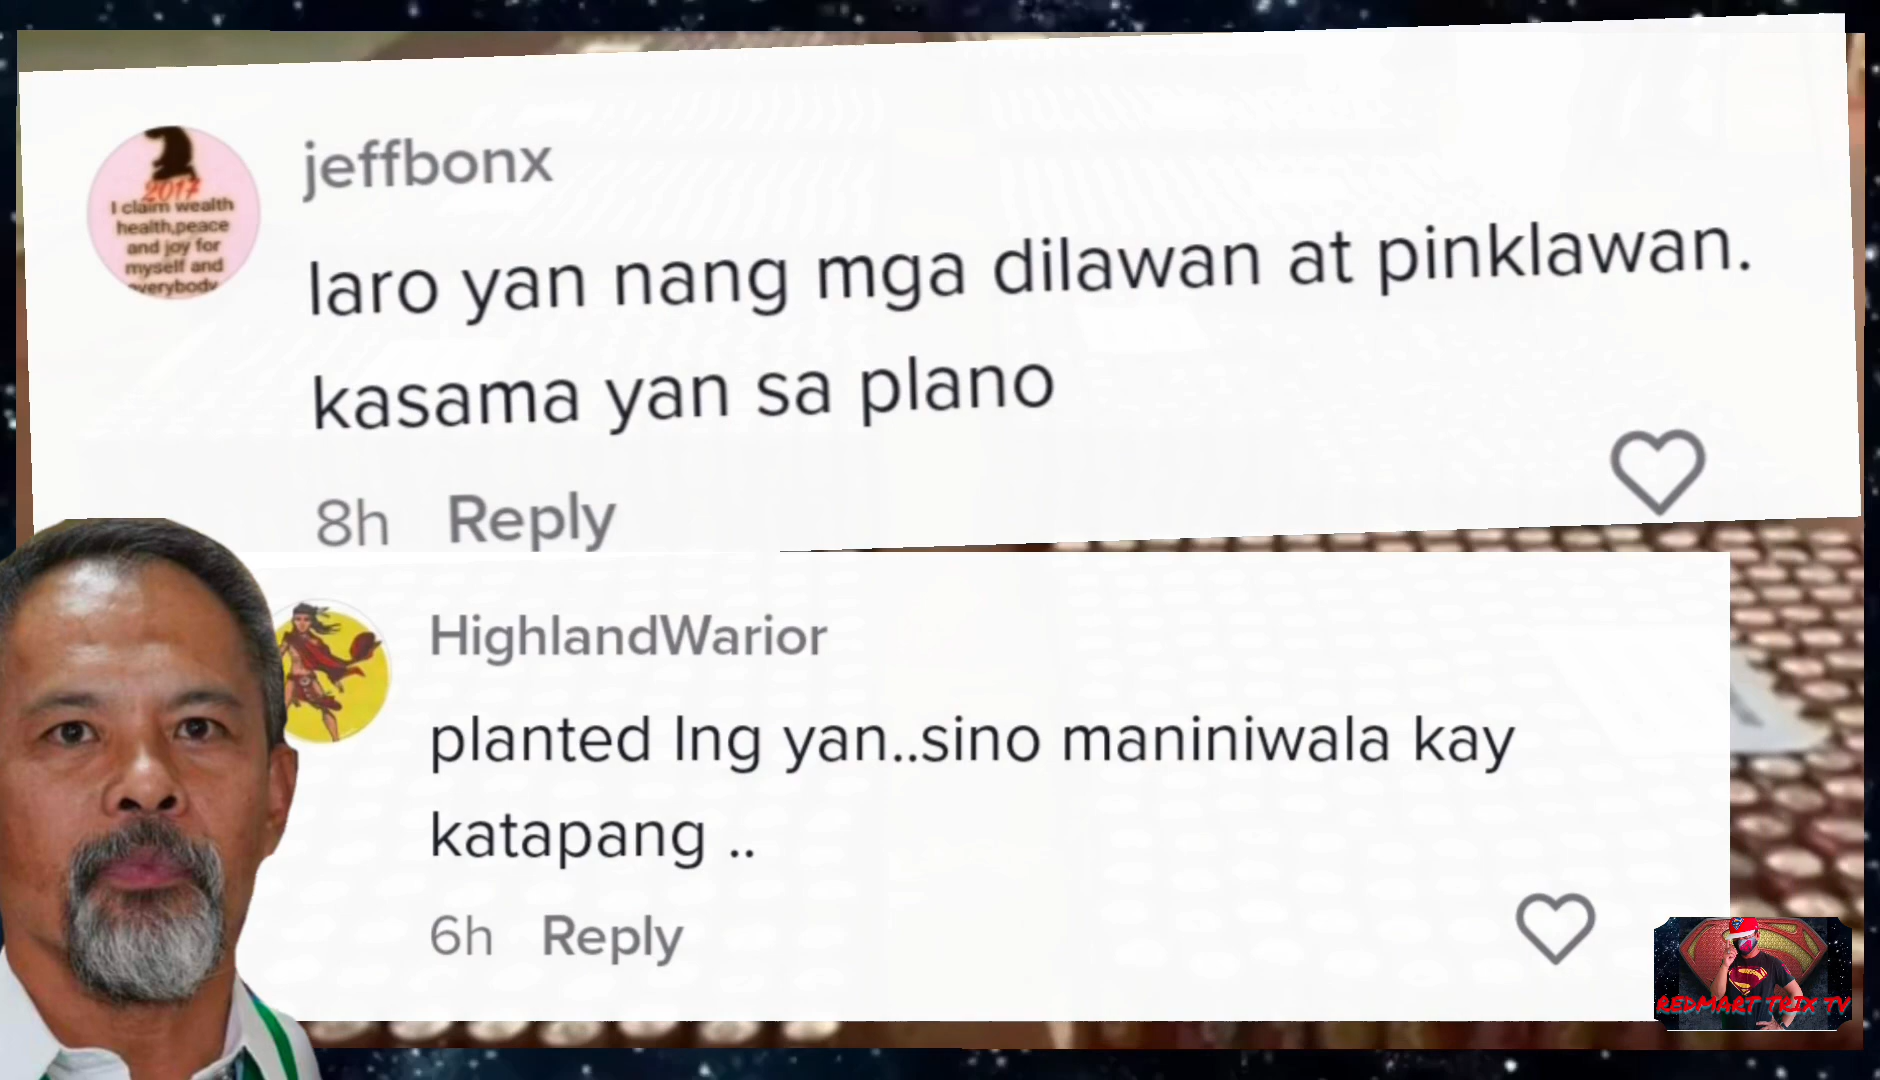 2017
I claim wealth
health,peace
and joy for
myself and
everybody
jeffbonx
laro yan nang mga dilawan at pinklawan.
kasama yan sa plano
8h Reply
HighlandWarior
planted lng yan..sino maniniwala kay
katapang ..
6h Reply
REDMART TRIX TV